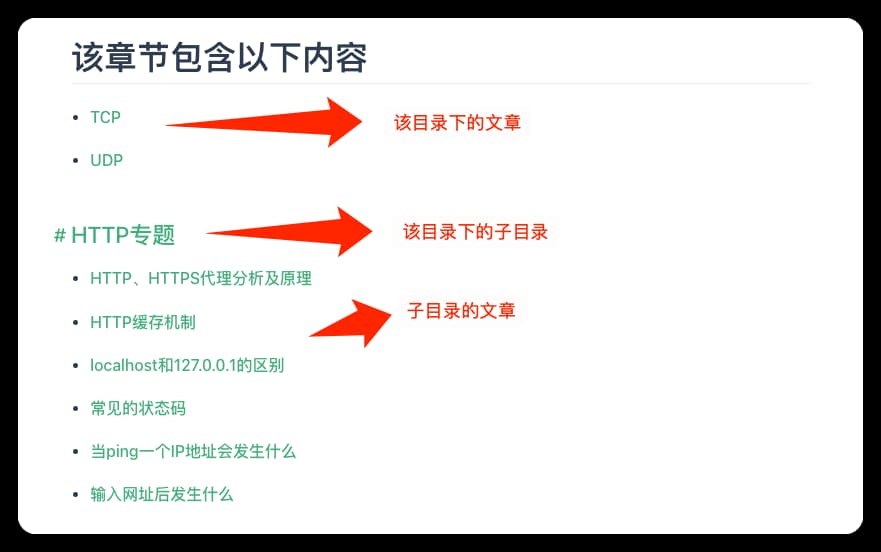 该章节包含以下内容
TCP
该目录下的文章
UDP
# HTTP专题
该目录下的子目录
HTTP、HTTPS代理分析及原理
子目录的文章
HTTP缓存机制
localhost和127.0.0.1的区别
常见的状态码
当ping一个IP地址会发生什么
输入网址后发生什么